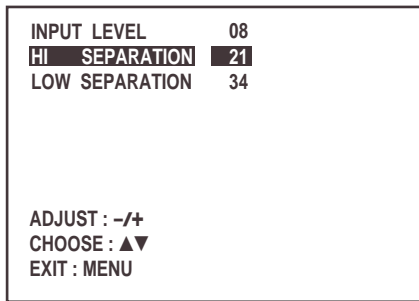 INPUT LEVEL 08
HI SEPARATION 21
LOW SEPARATION 34
ADJUST : –/+
CHOOSE : ▲▼
EXIT : MENU